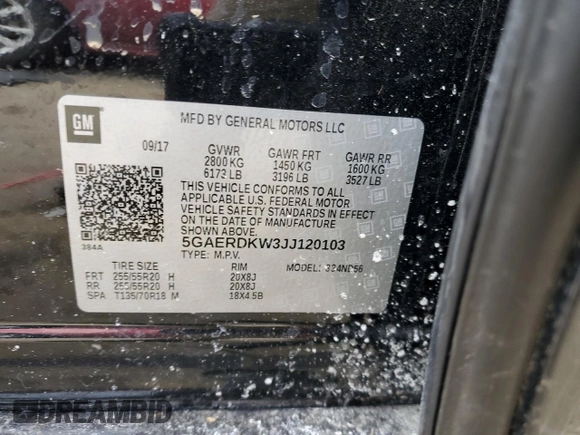 GM
MFD BY GENERAL MOTORS LLC
09/17 GVWR GAWR FRT GAWR RR
2800 KG 1450 KG 1600 KG
6172 LB 3196 LB 3527 LB
THIS VEHICLE CONFORMS TO ALL
APPLICABLE U.S. FEDERAL MOTOR
VEHICLE SAFETY STANDARDS IN EFFECT
ON THE DATE OF MANUFACTURE
SHOWN ABOVE.
384A
5GAERDKW3JJ120103
TYPE: M.P.V.
TIRE SIZE RIM MODEL:
FRT 255/55R20 H 20X8J
RR 255/55R20 H 20X8J
SPA T135/70R18 M 18X4.5B
DREAMBID